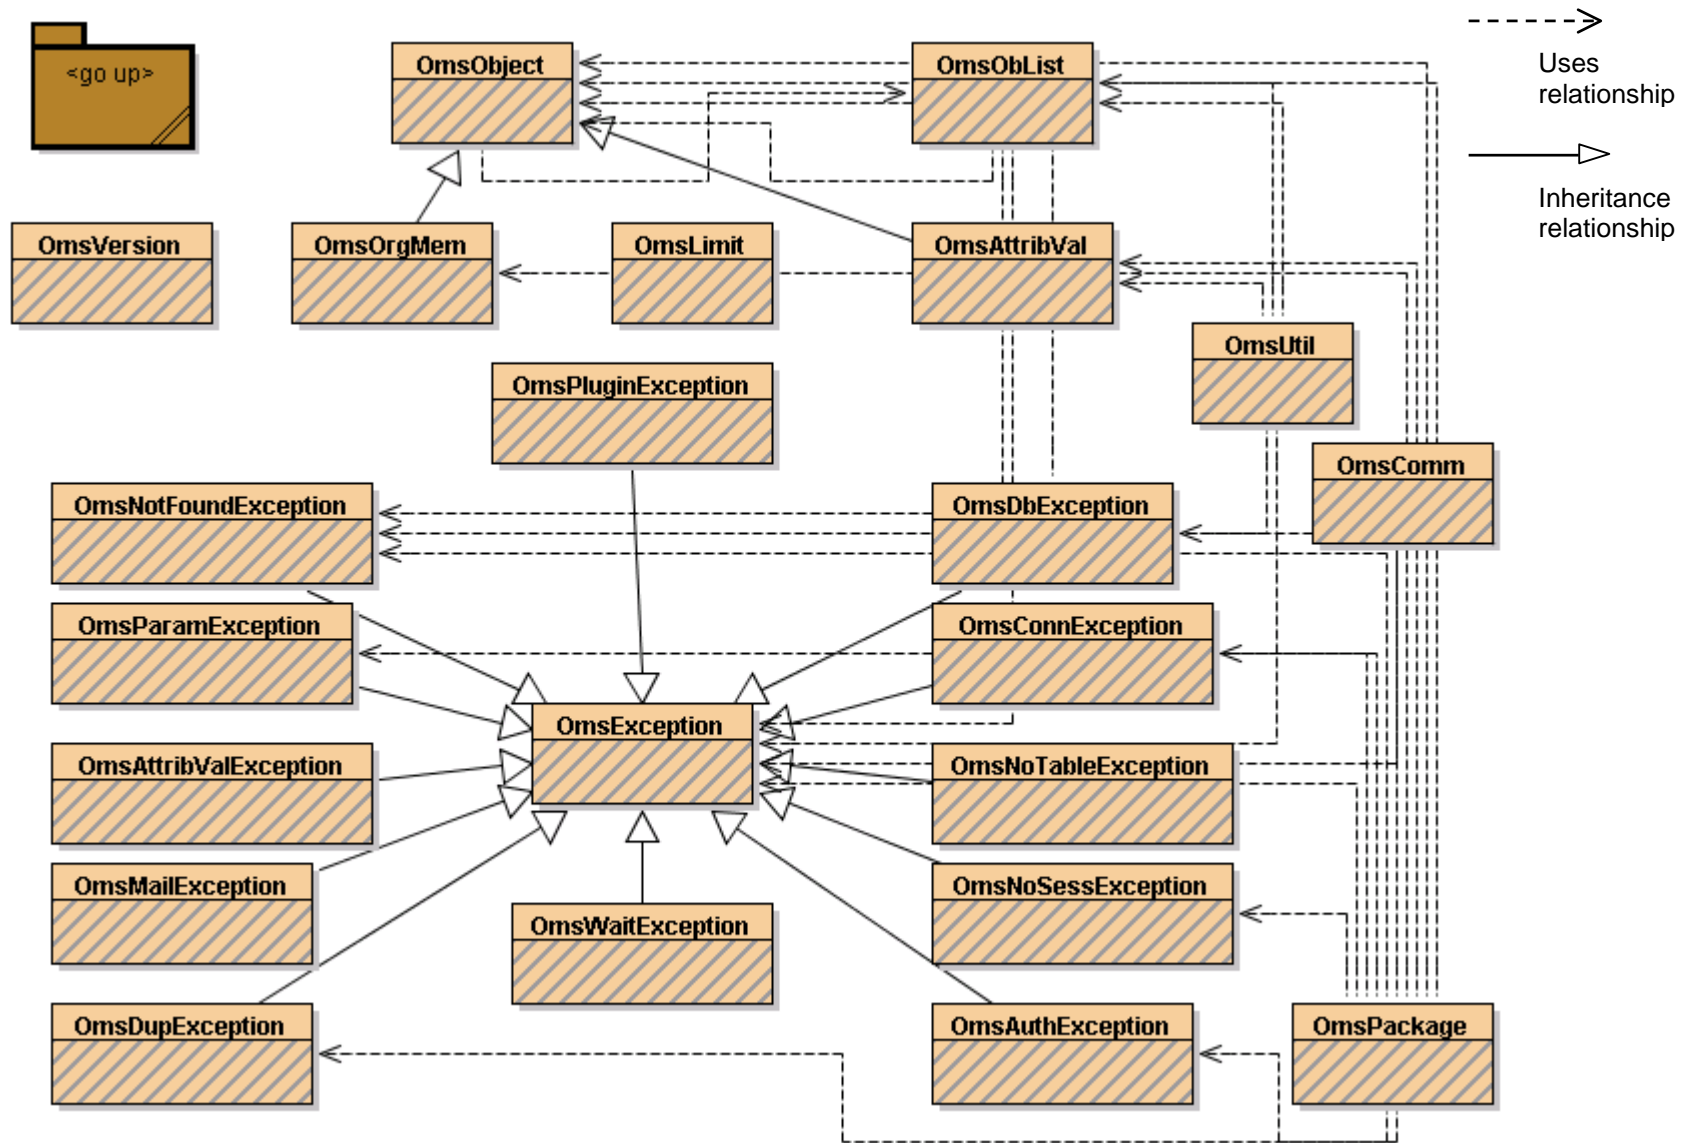 <go up>
OmsObject
OmsObList
Uses
relationship
Inheritance
relationship
OmsVersion
OmsOrgMem
OmsLimit
OmsAttribVal
OmsUtil
OmsPluginException
OmsComm
OmsNotFoundException
OmsDbException
OmsParamException
OmsConnException
OmsException
OmsAttribValException
OmsNoTableException
OmsMailException
OmsNoSessException
OmsWaitException
OmsDupException
OmsAuthException
OmsPackage